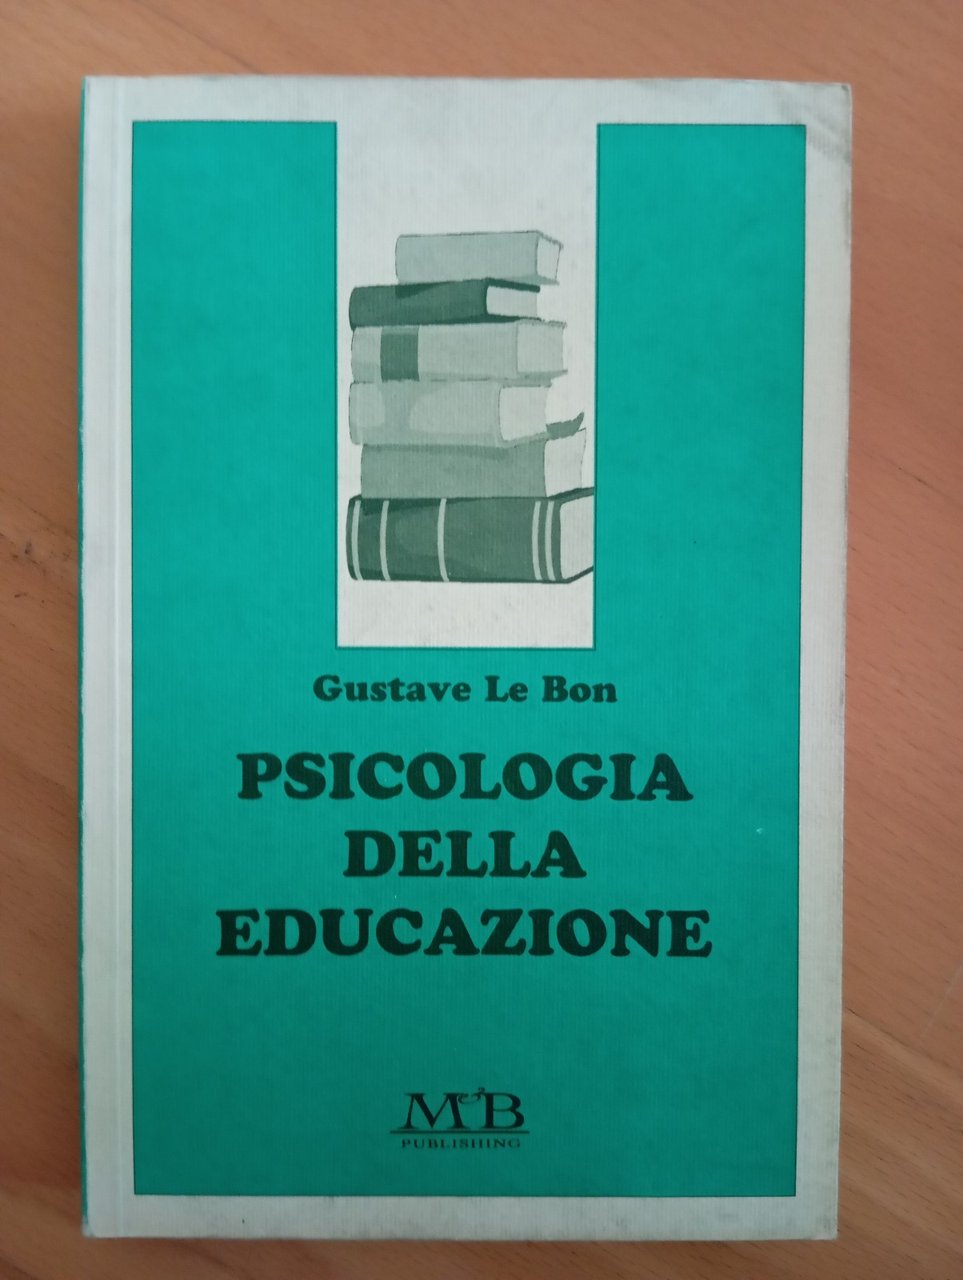 Gustave Le Bon
PSICOLOGIA
DELLA
EDUCAZIONE
M&B
PUBLISHING